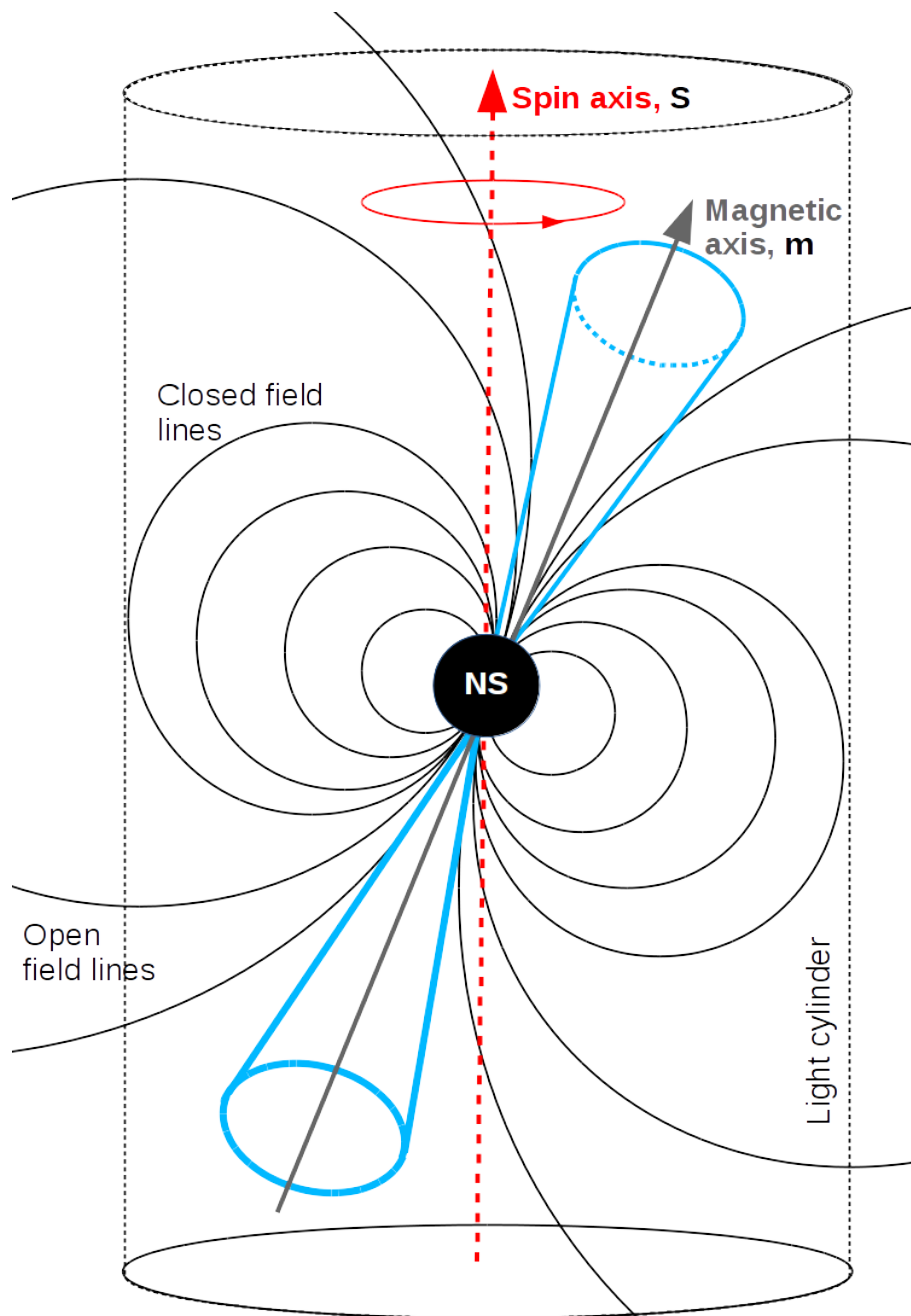 Spin axis, S
Magnetic
axis, m
Closed field
lines
NS
Open
field lines
Light cylinder